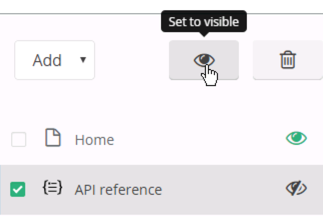 Set to visible
Add
Home
API reference